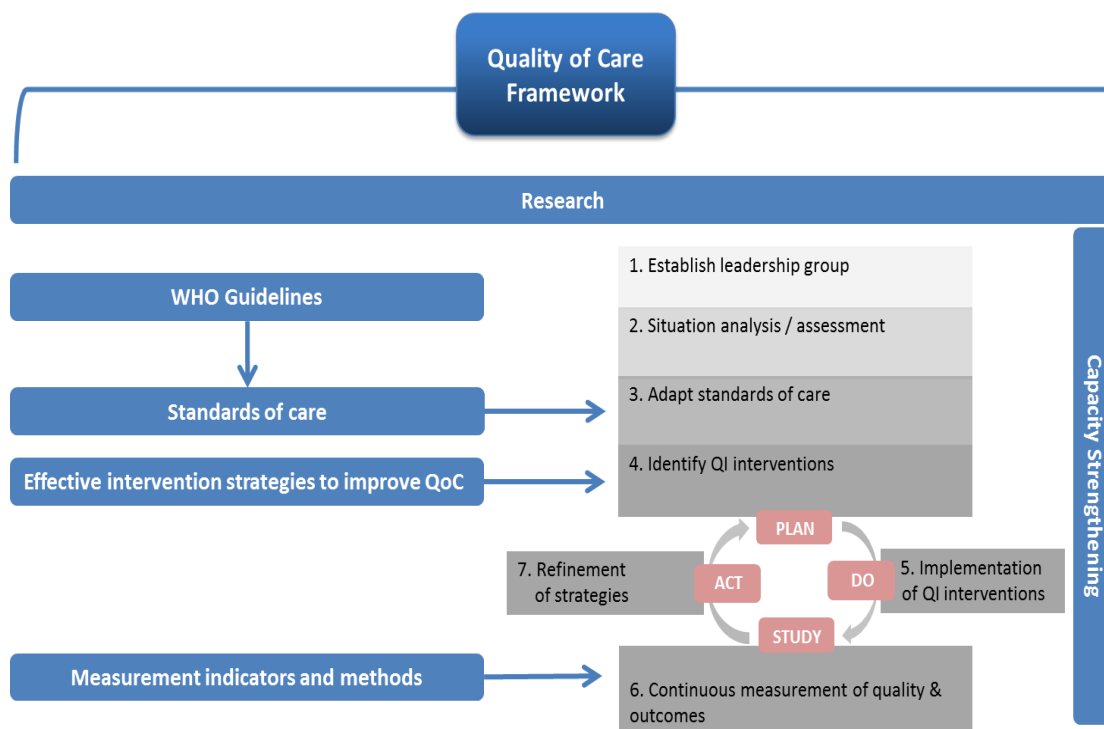 Quality of Care
Framework
Research
WHO Guidelines
Standards of care
Effective intervention strategies to improve QoC
Measurement indicators and methods
1. Establish leadership group
2. Situation analysis / assessment
3. Adapt standards of care
4. Identify QI interventions
PLAN
DO
STUDY
ACT
5. Implementation
of QI interventions
6. Continuous measurement of quality &
outcomes
7. Refinement
of strategies
Capacity Strengthening